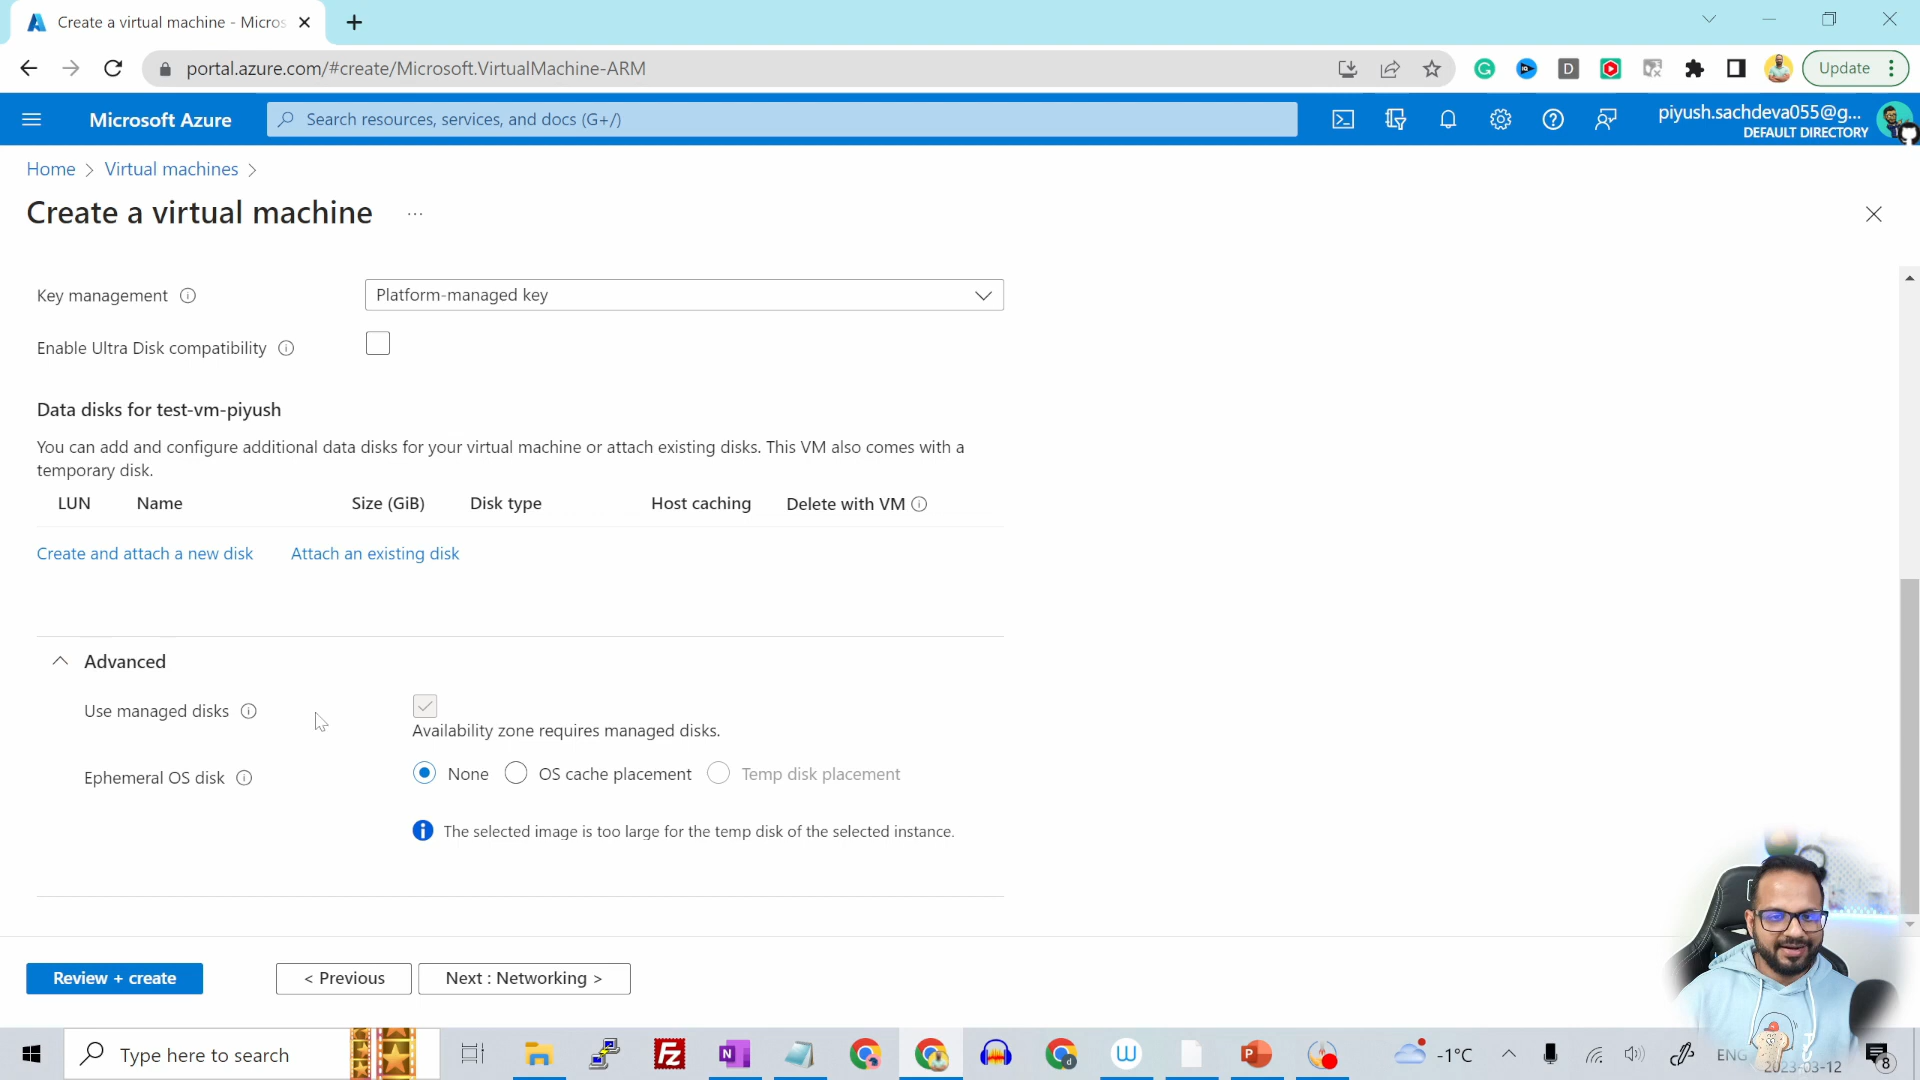 Create a virtual machine - Micros
portal.azure.com/#create/Microsoft.VirtualMachine-ARM
Update
Microsoft Azure
Search resources, services, and docs (G+/)
piyush.sachdeva055@g...
DEFAULT DIRECTORY
Home > Virtual machines >
Create a virtual machine ...
Key management
Platform-managed key
Enable Ultra Disk compatibility
Data disks for test-vm-piyush
You can add and configure additional data disks for your virtual machine or attach existing disks. This VM also comes with a
temporary disk.
LUN Name Size (GiB) Disk type Host caching Delete with VM
Create and attach a new disk Attach an existing disk
Advanced
Use managed disks
Availability zone requires managed disks.
Ephemeral OS disk
None OS cache placement Temp disk placement
The selected image is too large for the temp disk of the selected instance.
Review + create < Previous Next : Networking >
Type here to search
-1°C
ENG
2023-03-12
8